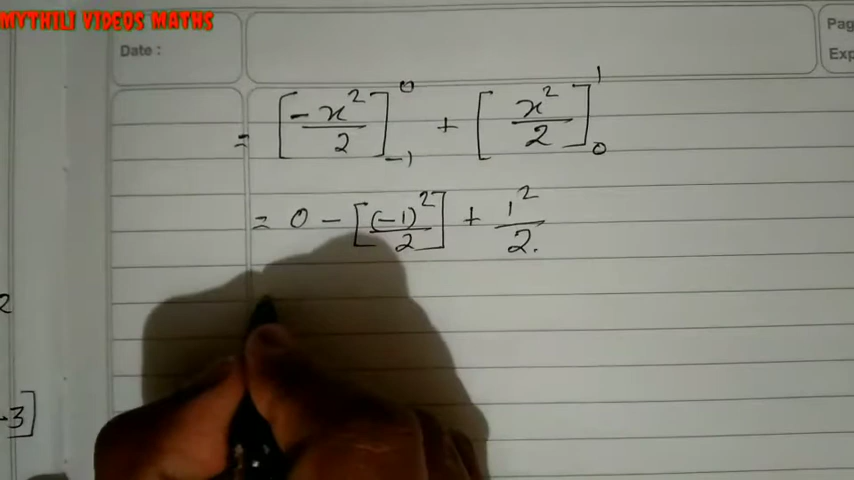 MYTHILI VIDEOS MATHS
Date :
Pag
Exp
= [-x²/2]₋₁⁰ + [x²/2]₀¹
= 0 - [(-1)²/2] + 1²/2.
2
-3]